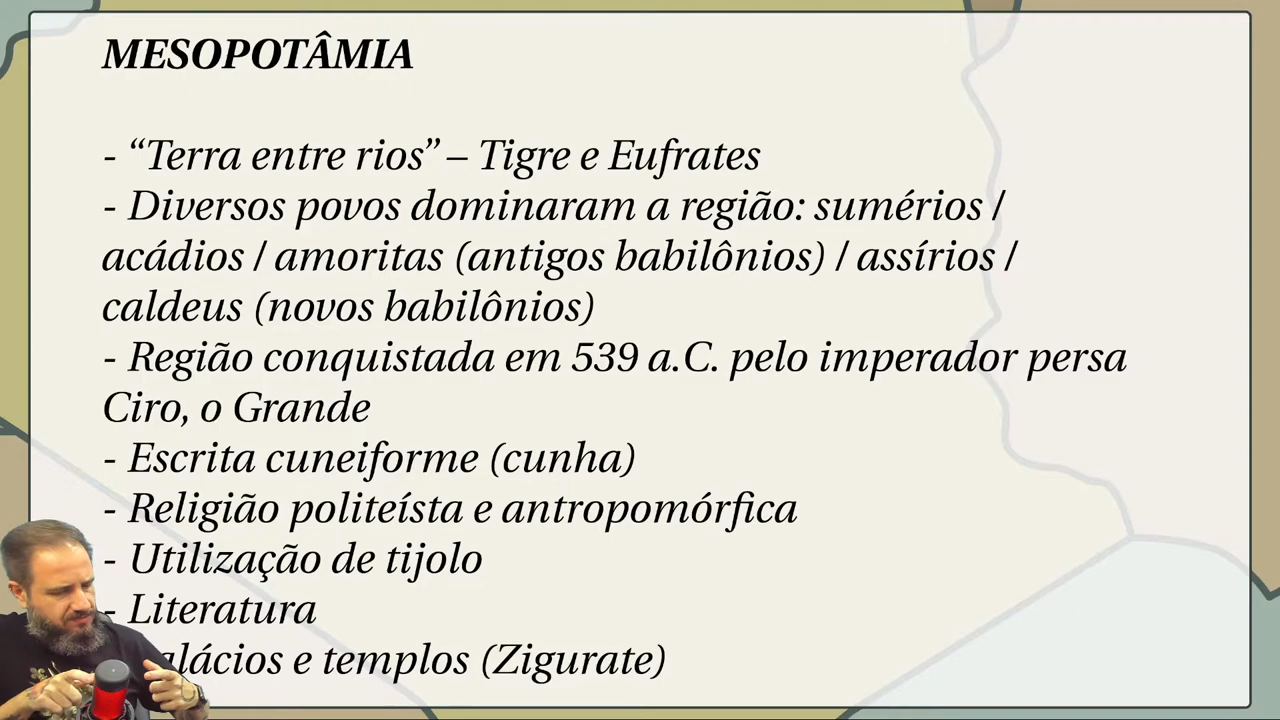 MESOPOTÂMIA
- “Terra entre rios” – Tigre e Eufrates
- Diversos povos dominaram a região: sumérios /
acádios / amoritas (antigos babilônios) / assírios /
caldeus (novos babilônios)
- Região conquistada em 539 a.C. pelo imperador persa
Ciro, o Grande
- Escrita cuneiforme (cunha)
- Religião politeísta e antropomórfica
- Utilização de tijolo
- Literatura
e templos (Zigurate)